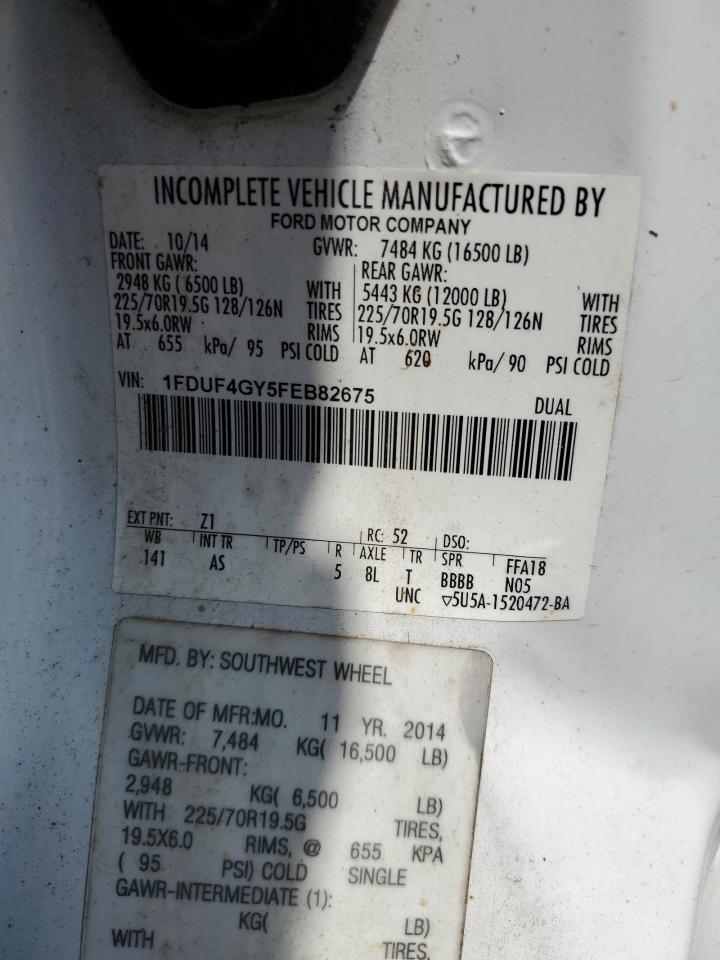 INCOMPLETE VEHICLE MANUFACTURED BY
FORD MOTOR COMPANY
DATE: 10/14 GVWR: 7484 KG (16500 LB)
FRONT GAWR: REAR GAWR:
2948 KG ( 6500 LB) WITH 5443 KG (12000 LB) WITH
225/70R19.5G 128/126N TIRES 225/70R19.5G 128/126N TIRES
19.5x6.0RW RIMS 19.5x6.0RW RIMS
AT 655 kPa/ 95 PSI COLD AT 620 kPa/ 90 PSI COLD
VIN: 1FDUF4GY5FEB82675 DUAL
EXT PNT: Z1 RC: 52 DSO:
WB INT TR TP/PS R AXLE TR SPR FFA18
141 AS 5 8L T BBBB N05
UNC ▽5U5A-1520472-BA
MFD. BY: SOUTHWEST WHEEL
DATE OF MFR:MO. 11 YR. 2014
GVWR: 7,484 KG( 16,500 LB)
GAWR-FRONT:
2,948 KG( 6,500 LB)
WITH 225/70R19.5G TIRES,
19.5X6.0 RIMS, @ 655 KPA
( 95 PSI) COLD SINGLE
GAWR-INTERMEDIATE (1):
KG( LB)
WITH TIRES,